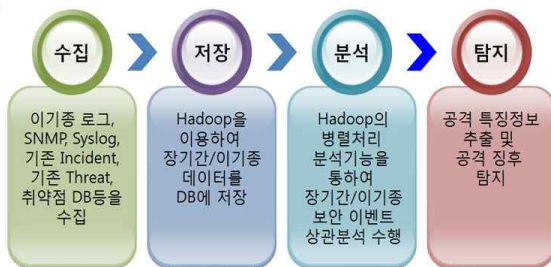 수집
저장
분석
탐지
이기종 로그,
SNMP, Syslog,
기존 Incident,
기존 Threat,
취약점 DB등을
수집
Hadoop을
이용하여
장기간/이기종
데이터를
DB에 저장
Hadoop의
병렬처리
분석기능을
통하여
장기간/이기종
보안 이벤트
상관분석 수행
공격 특징정보
추출 및
공격 징후
탐지